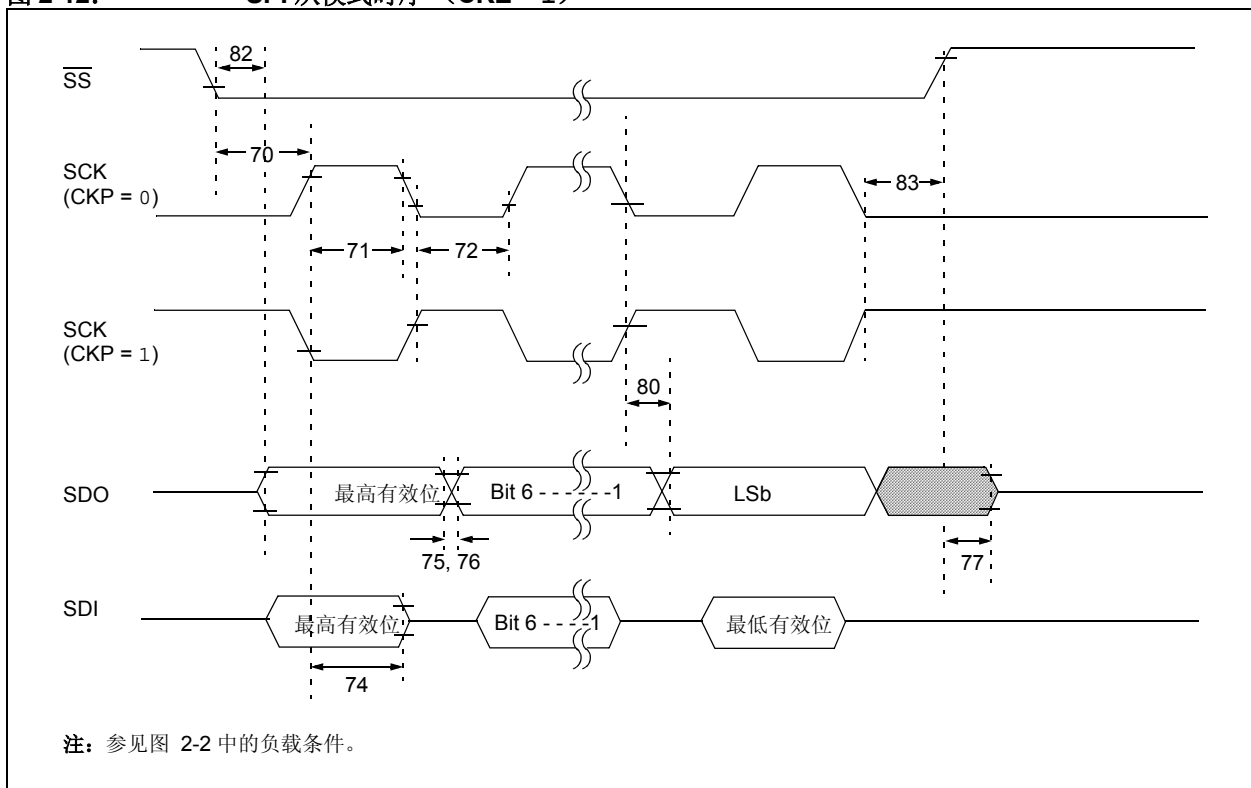 82
SS
70
SCK
(CKP = 0)
83
71
72
SCK
(CKP = 1)
80
SDO
最高有效位
Bit 6 - - - - - -1
LSb
75, 76
77
SDI
最高有效位
Bit 6 - - - -1
最低有效位
74
注：参见图 2-2 中的负载条件。